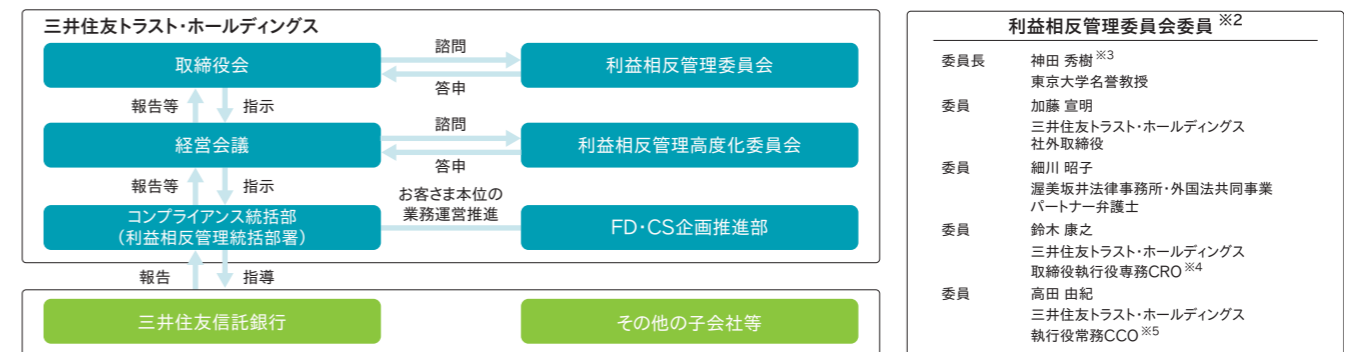 三井住友トラスト・ホールディングス
取締役会
諮問
答申
利益相反管理委員会
報告等
指示
経営会議
諮問
答申
利益相反管理高度化委員会
報告等
指示
お客さま本位の
業務運営推進
コンプライアンス統括部
（利益相反管理統括部署）
FD・CS企画推進部
報告
指導
三井住友信託銀行
その他の子会社等
利益相反管理委員会委員 ※2
委員長 神田 秀樹 ※3
東京大学名誉教授
委員 加藤 宣明
三井住友トラスト・ホールディングス
社外取締役
委員 細川 昭子
渥美坂井法律事務所・外国法共同事業
パートナー弁護士
委員 鈴木 康之
三井住友トラスト・ホールディングス
取締役執行役専務CRO ※4
委員 高田 由紀
三井住友トラスト・ホールディングス
執行役常務CCO ※5